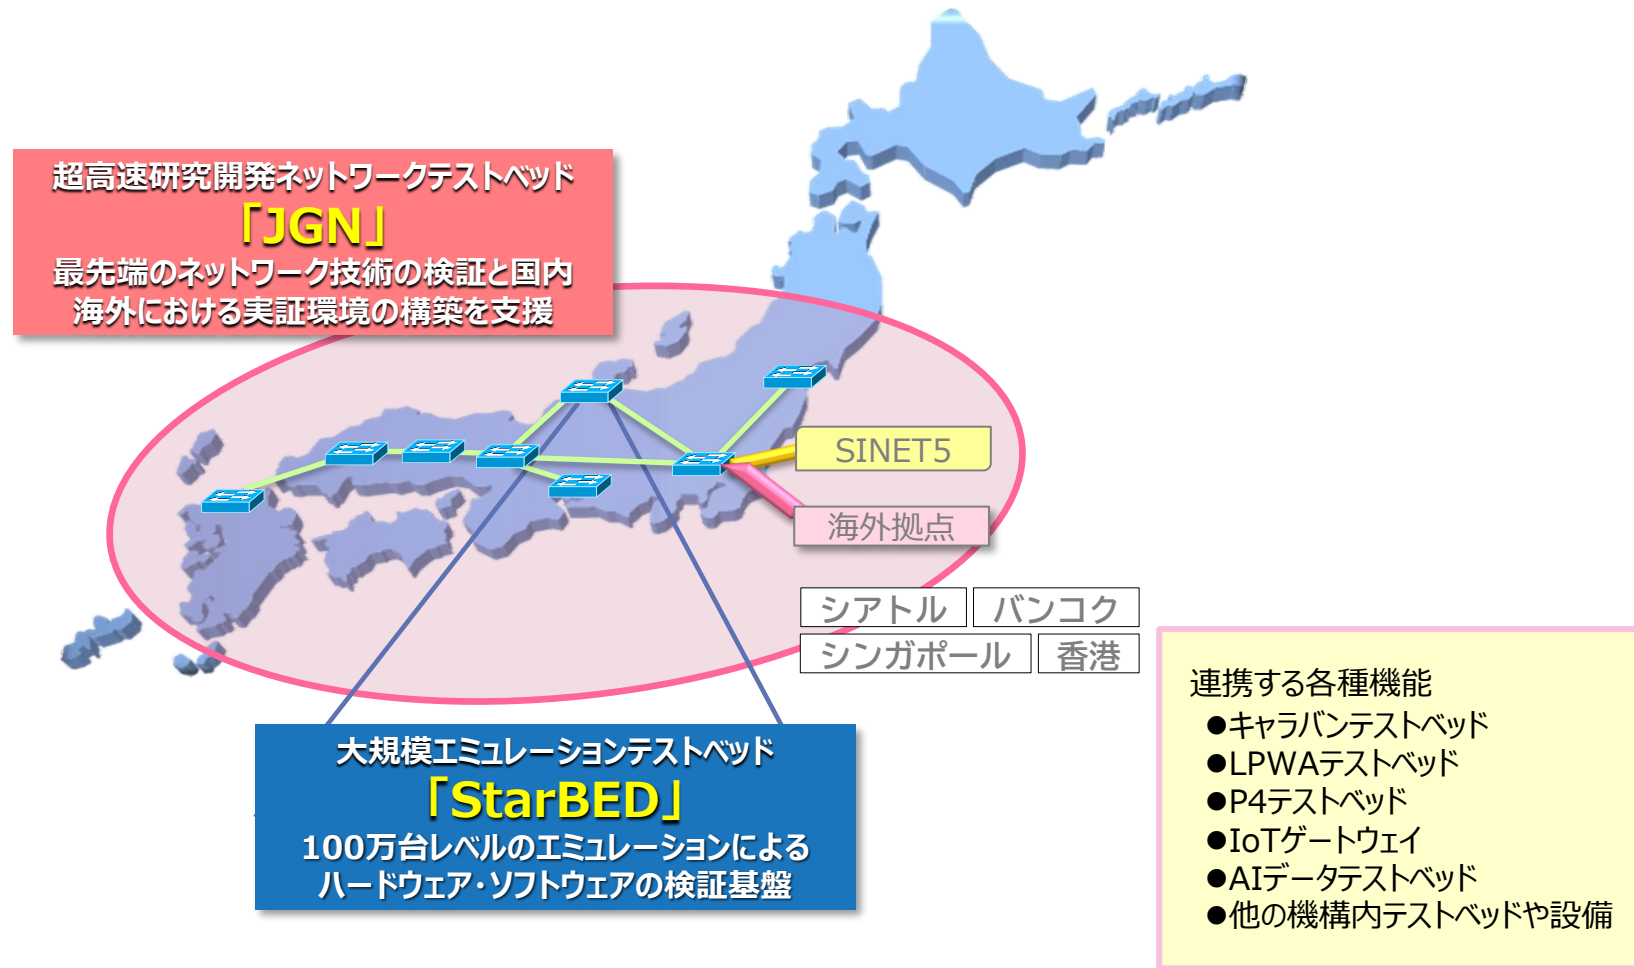 超高速研究開発ネットワークテストベッド
「JGN」
最先端のネットワーク技術の検証と国内
海外における実証環境の構築を支援
SINET5
海外拠点
シアトル
バンコク
シンガポール
香港
大規模エミュレーションテストベッド
「StarBED」
100万台レベルのエミュレーションによる
ハードウェア・ソフトウェアの検証基盤
連携する各種機能
●キャラバンテストベッド
●LPWAテストベッド
●P4テストベッド
●IoTゲートウェイ
●AIデータテストベッド
●他の機構内テストベッドや設備